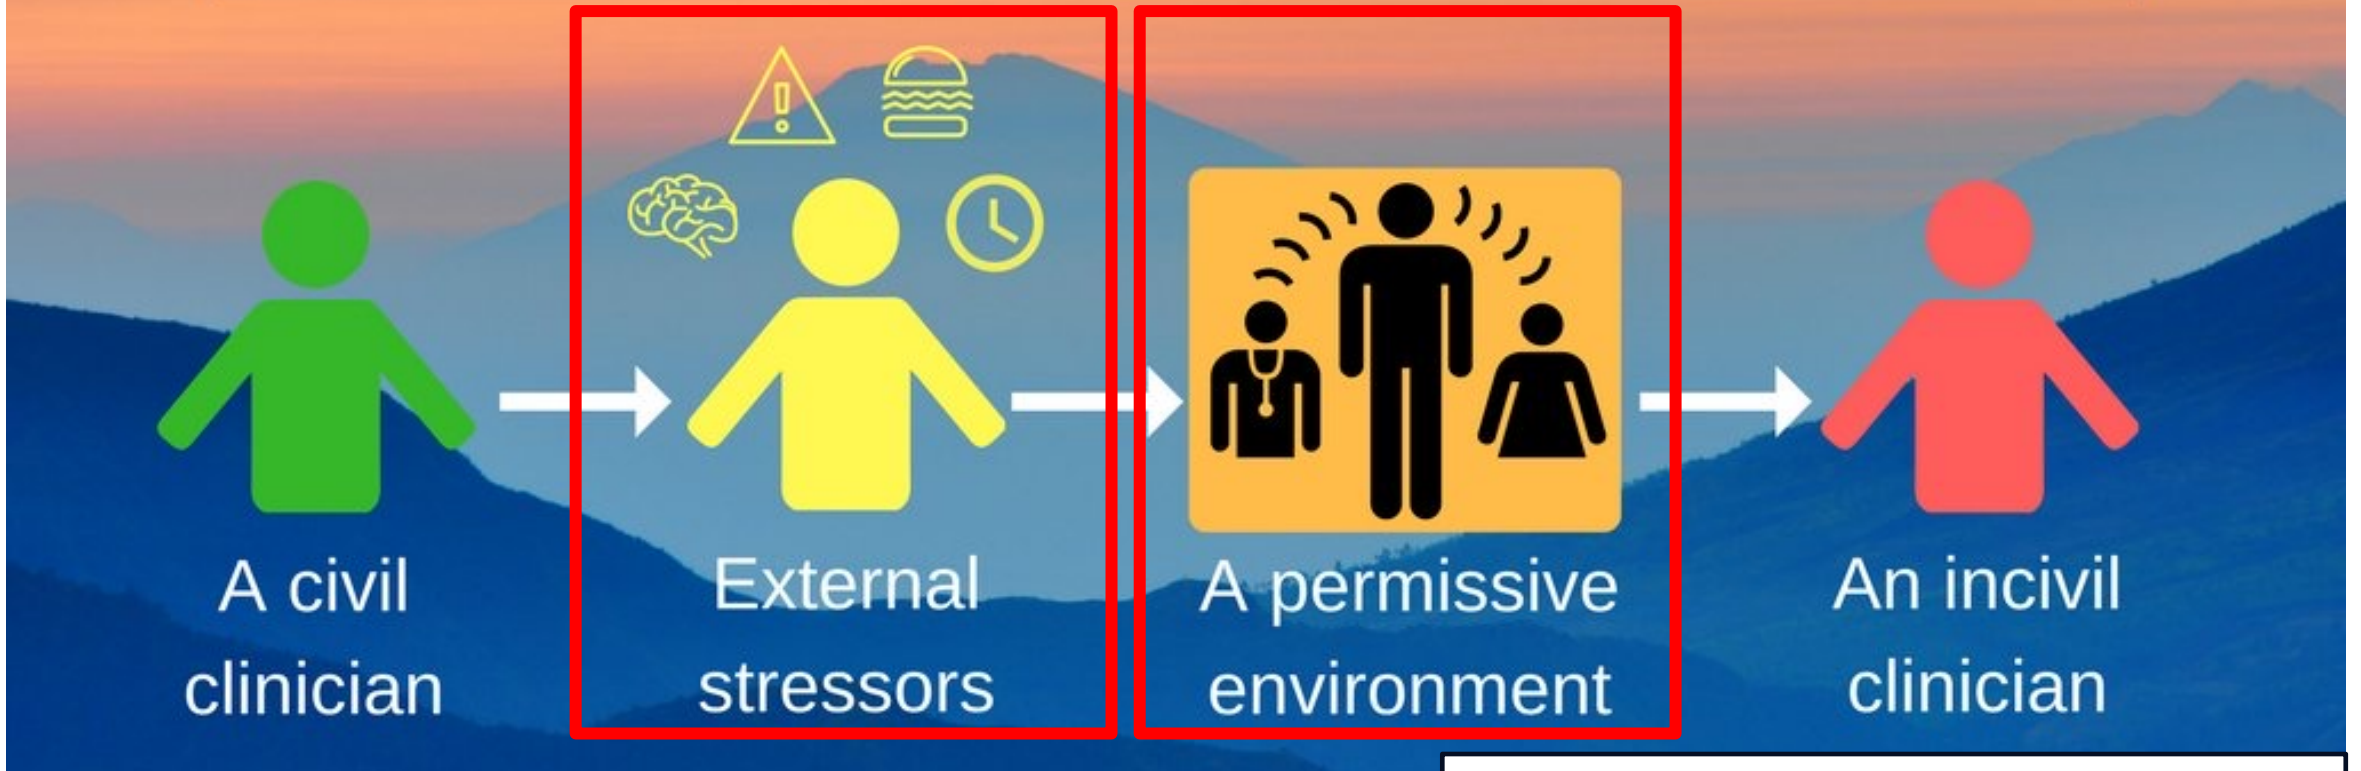 A civil
clinician
External
stressors
A permissive
environment
An incivil
clinician